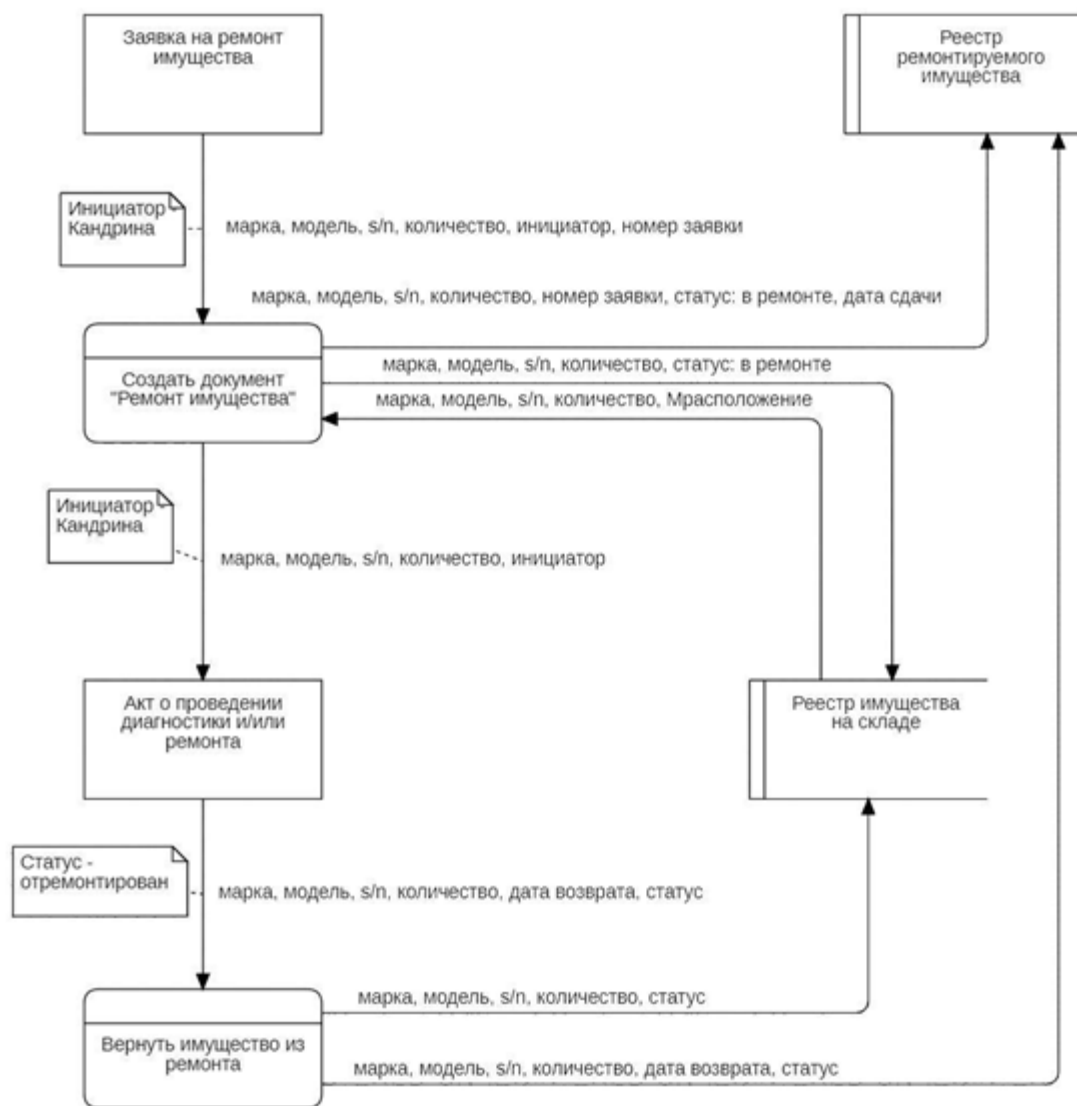 Заявка на ремонт
имущества
Реестр
ремонтируемого
имущества
Инициатор
Кандрина
марка, модель, s/n, количество, инициатор, номер заявки
марка, модель, s/n, количество, номер заявки, статус: в ремонте, дата сдачи
марка, модель, s/n, количество, статус: в ремонте
Создать документ
"Ремонт имущества"
марка, модель, s/n, количество, Мрасположение
Инициатор
Кандрина
марка, модель, s/n, количество, инициатор
Акт о проведении
диагностики и/или
ремонта
Реестр имущества
на складе
Статус -
отремонтирован
марка, модель, s/n, количество, дата возврата, статус
марка, модель, s/n, количество, статус
Вернуть имущество из
ремонта
марка, модель, s/n, количество, дата возврата, статус